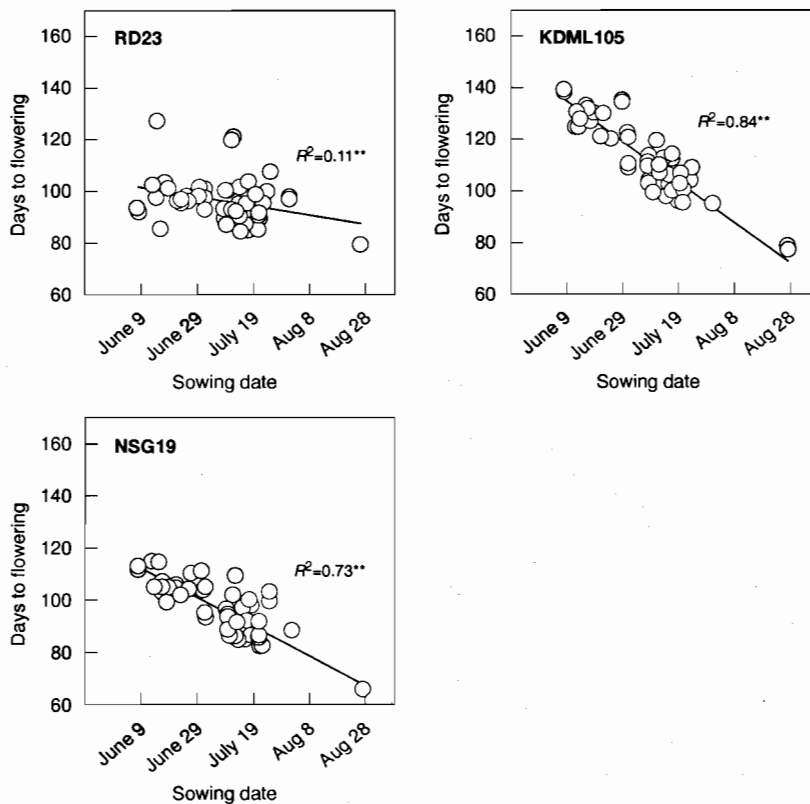 RD23
Days to flowering
160
140
120
100
80
60
R²=0.11**
June 9
June 29
July 19
Aug 8
Aug 28
Sowing date
KDML105
Days to flowering
160
140
120
100
80
60
R²=0.84**
June 9
June 29
July 19
Aug 8
Aug 28
Sowing date
NSG19
Days to flowering
160
140
120
100
80
60
R²=0.73**
June 9
June 29
July 19
Aug 8
Aug 28
Sowing date